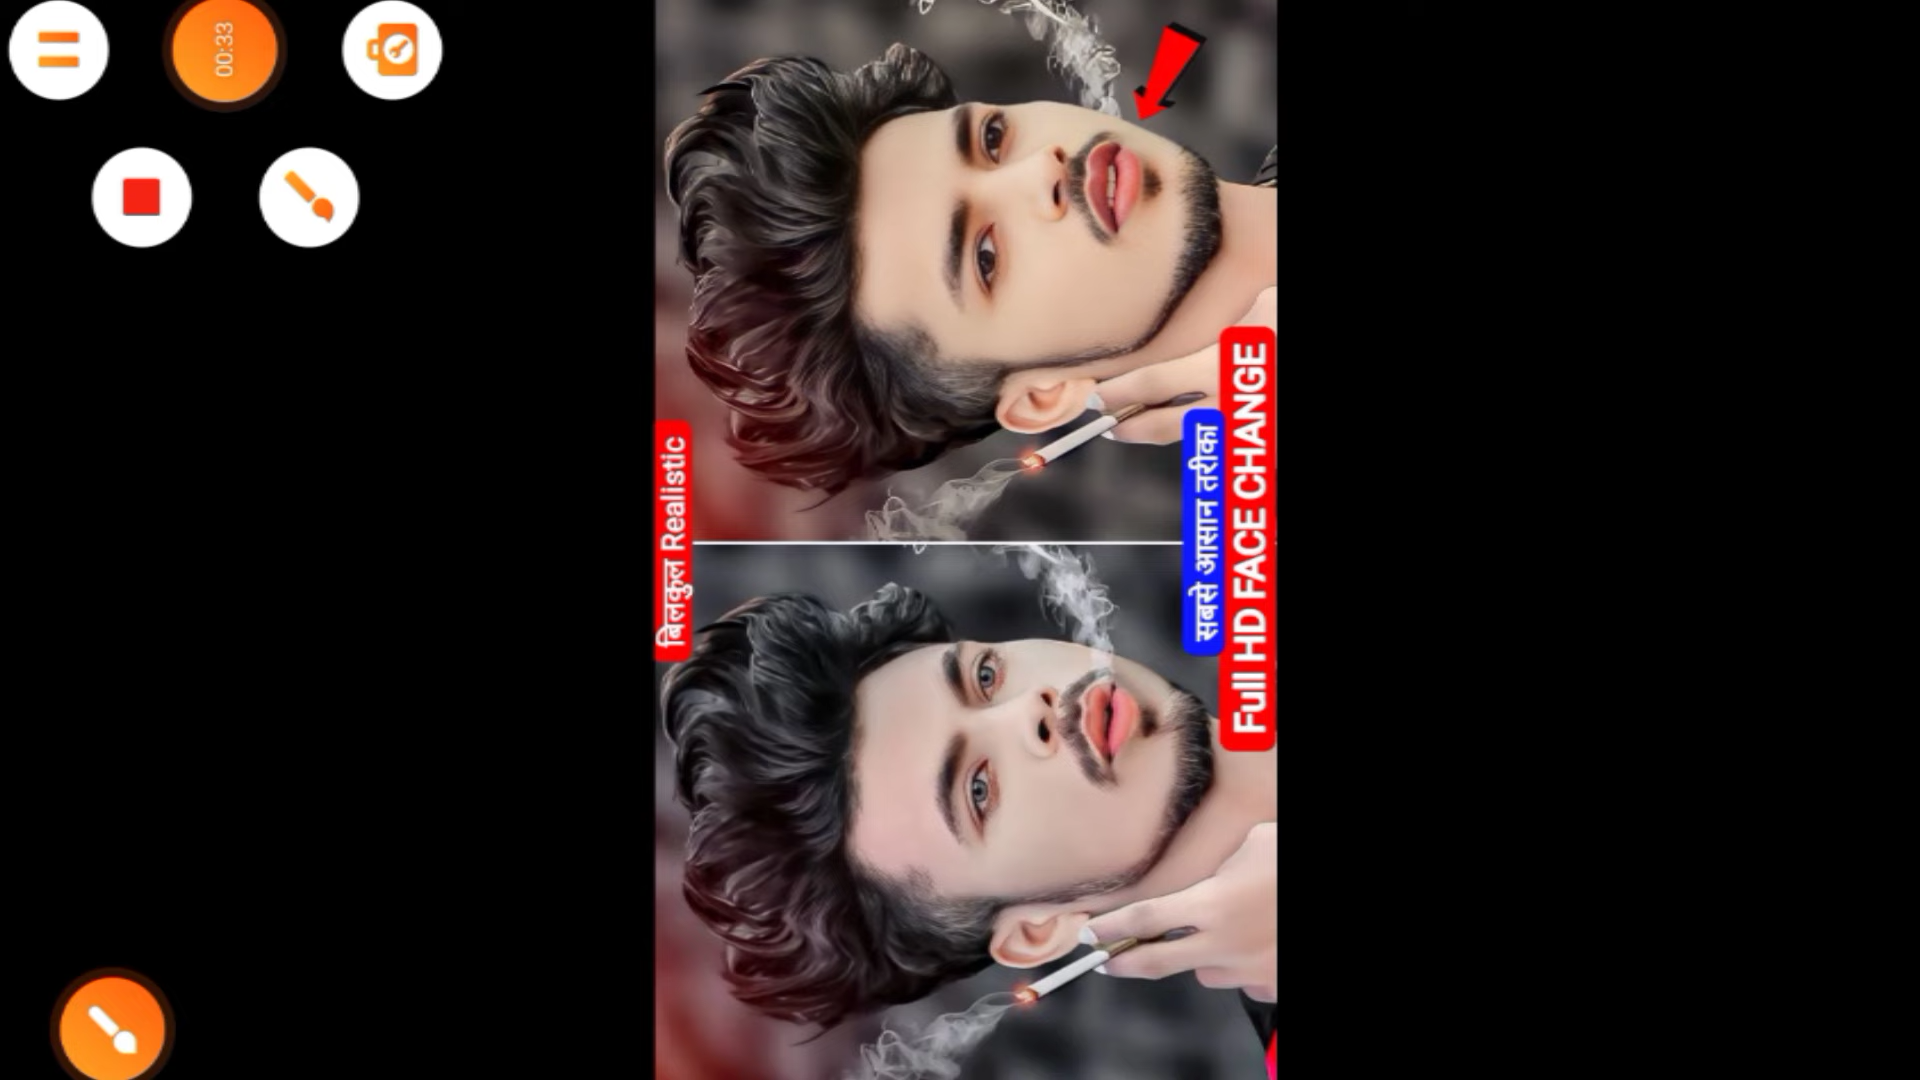 00:33
बिलकुल Realistic
सबसे आसान तरीका
Full HD FACE CHANGE